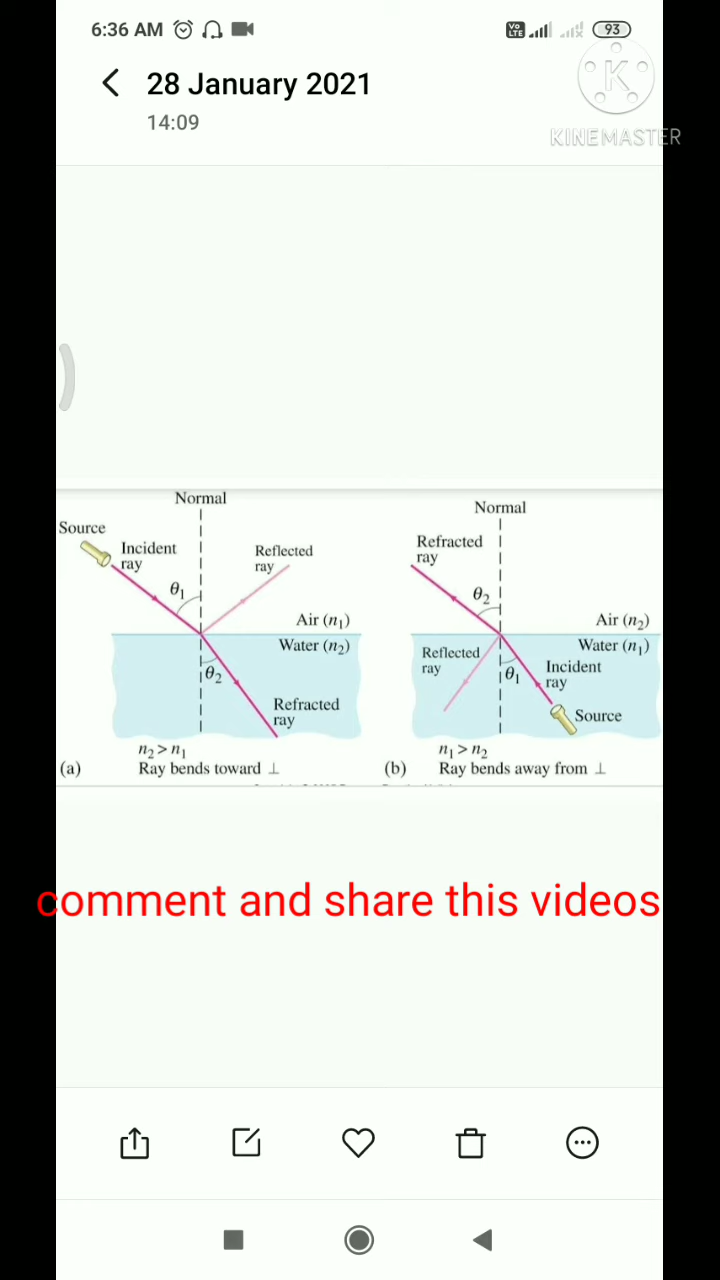 6:36 AM
Vo
LTE
93
28 January 2021
14:09
K
KINEMASTER
Normal
Source
Incident
ray
Reflected
ray
θ1
Air (n1)
Water (n2)
θ2
Refracted
ray
n2 > n1
(a) Ray bends toward ⊥
Normal
Refracted
ray
θ2
Air (n2)
Water (n1)
Reflected
ray
θ1
Incident
ray
Source
n1 > n2
(b) Ray bends away from ⊥
comment and share this videos